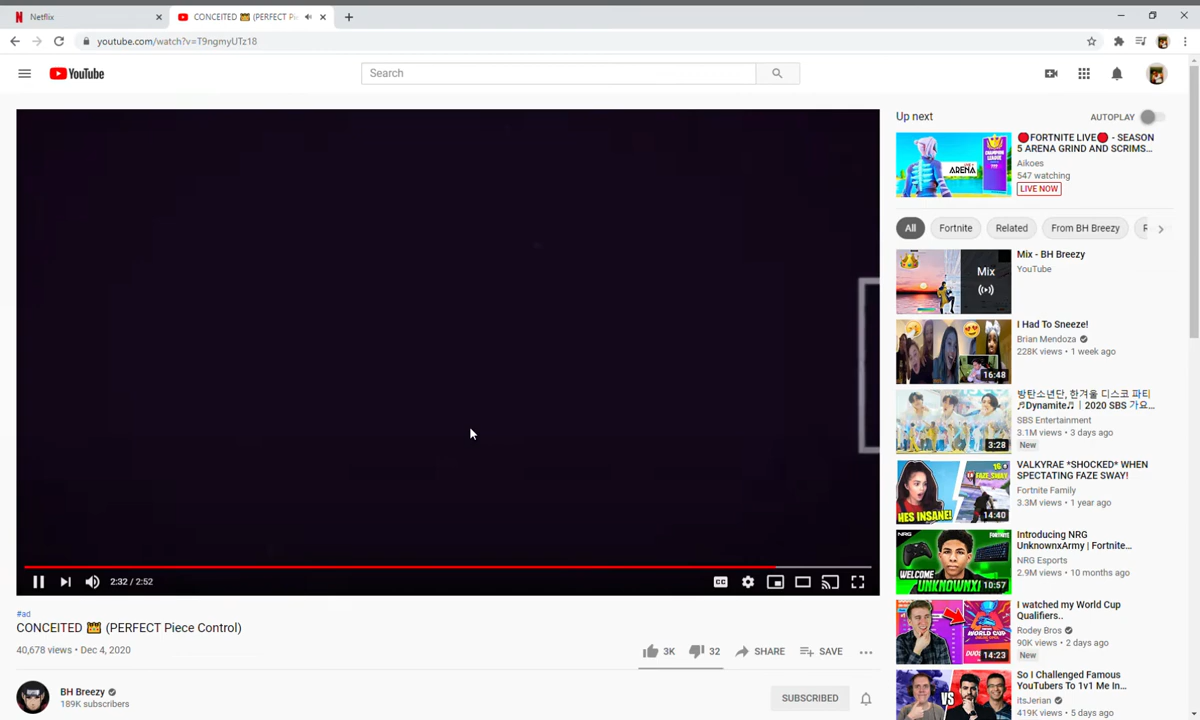 Netflix
CONCEITED 👑 (PERFECT Pi
youtube.com/watch?v=T9ngmyUTz18
YouTube
Search
2:32 / 2:52
CC
#ad
CONCEITED 👑 (PERFECT Piece Control)
40,678 views • Dec 4, 2020
3K
32
SHARE
SAVE
BH Breezy
189K subscribers
SUBSCRIBED
Up next
AUTOPLAY
ARENA
🔴FORTNITE LIVE🔴 - SEASON
5 ARENA GRIND AND SCRIMS...
Aikoes
547 watching
LIVE NOW
All
Fortnite
Related
From BH Breezy
Mix
Mix - BH Breezy
YouTube
16:48
I Had To Sneeze!
Brian Mendoza
228K views • 1 week ago
3:28
방탄소년단, 한겨울 디스코 파티
♬Dynamite♬ | 2020 SBS 가요...
SBS Entertainment
3.1M views • 3 days ago
New
HES INSANE!
14:40
VALKYRAE *SHOCKED* WHEN
SPECTATING FAZE SWAY!
Fortnite Family
3.3M views • 1 year ago
NRG
WELCOME
UNKNOWNX!
10:57
Introducing NRG
UnknownxArmy | Fortnite...
NRG Esports
2.9M views • 10 months ago
WORLD CUP
14:23
I watched my World Cup
Qualifiers..
Rodey Bros
90K views • 2 days ago
New
VS
So I Challenged Famous
YouTubers To 1v1 Me In...
itsJerian
419K views • 5 days ago